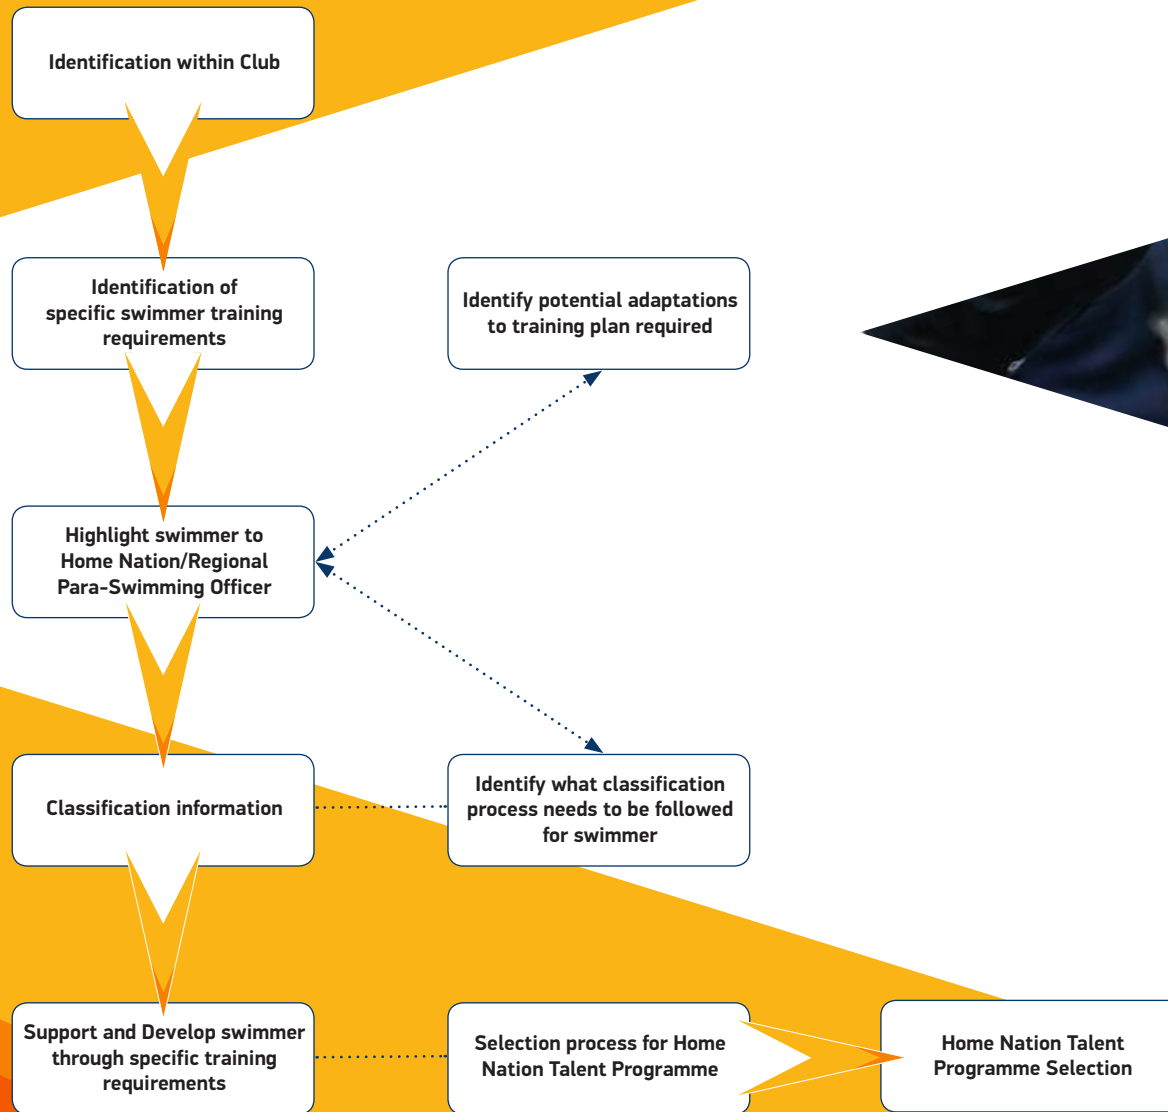 Identification within Club
Identification of
specific swimmer training
requirements
Identify potential adaptations
to training plan required
Highlight swimmer to
Home Nation/Regional
Para-Swimming Officer
Classification information
Identify what classification
process needs to be followed
for swimmer
Support and Develop swimmer
through specific training
requirements
Selection process for Home
Nation Talent Programme
Home Nation Talent
Programme Selection